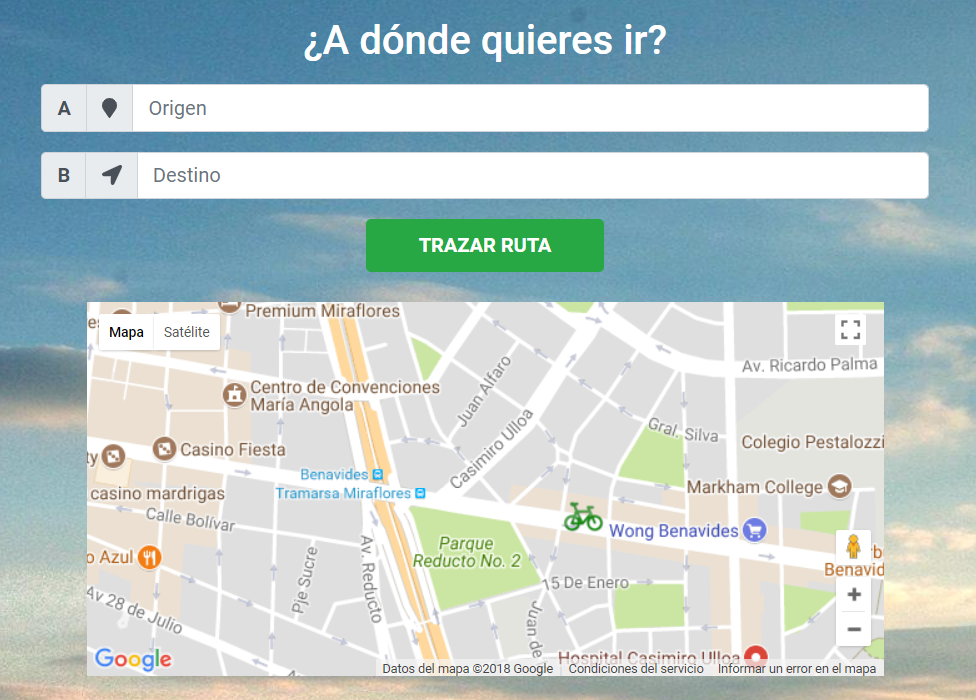 ¿A dónde quieres ir?
A
Origen
B
Destino
TRAZAR RUTA
Mapa
Satélite
Premium Miraflores
Av. Ricardo Palma
Centro de Convenciones
María Angola
Juan Alfaro
Casimiro Ulloa
Gral. Silva
Colegio Pestalozzi
Casino Fiesta
Benavides
Tramarsa Miraflores
casino mardrigas
Markham College
Calle Bolívar
Wong Benavides
Parque
Reducto No. 2
Azul
Benavid
15 De Enero
Pje Sucre
Av. Reducto
Av 28 de Julio
Juan de
Hospital Casimiro Ulloa
Google
Datos del mapa ©2018 Google
Condiciones del servicio
Informar un error en el mapa